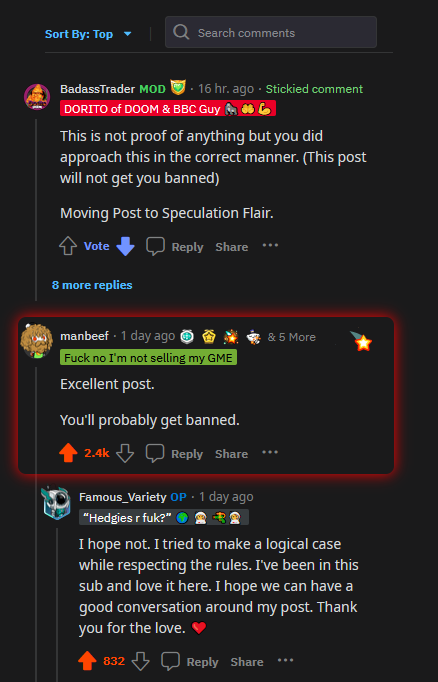 Sort By: Top
Search comments
BadassTrader MOD · 16 hr. ago · Stickied comment
DORITO of DOOM & BBC Guy 🦍 🤲 💪
This is not proof of anything but you did
approach this in the correct manner. (This post
will not get you banned)
Moving Post to Speculation Flair.
Vote Reply Share ···
8 more replies
manbeef · 1 day ago & 5 More
Fuck no I'm not selling my GME
Excellent post.
You'll probably get banned.
2.4k Reply Share ···
Famous_Variety OP · 1 day ago
“Hedgies r fuk?” 🌎 👨‍🚀 🔫 👨‍🚀
I hope not. I tried to make a logical case
while respecting the rules. I've been in this
sub and love it here. I hope we can have a
good conversation around my post. Thank
you for the love. ❤️
832 Reply Share ···